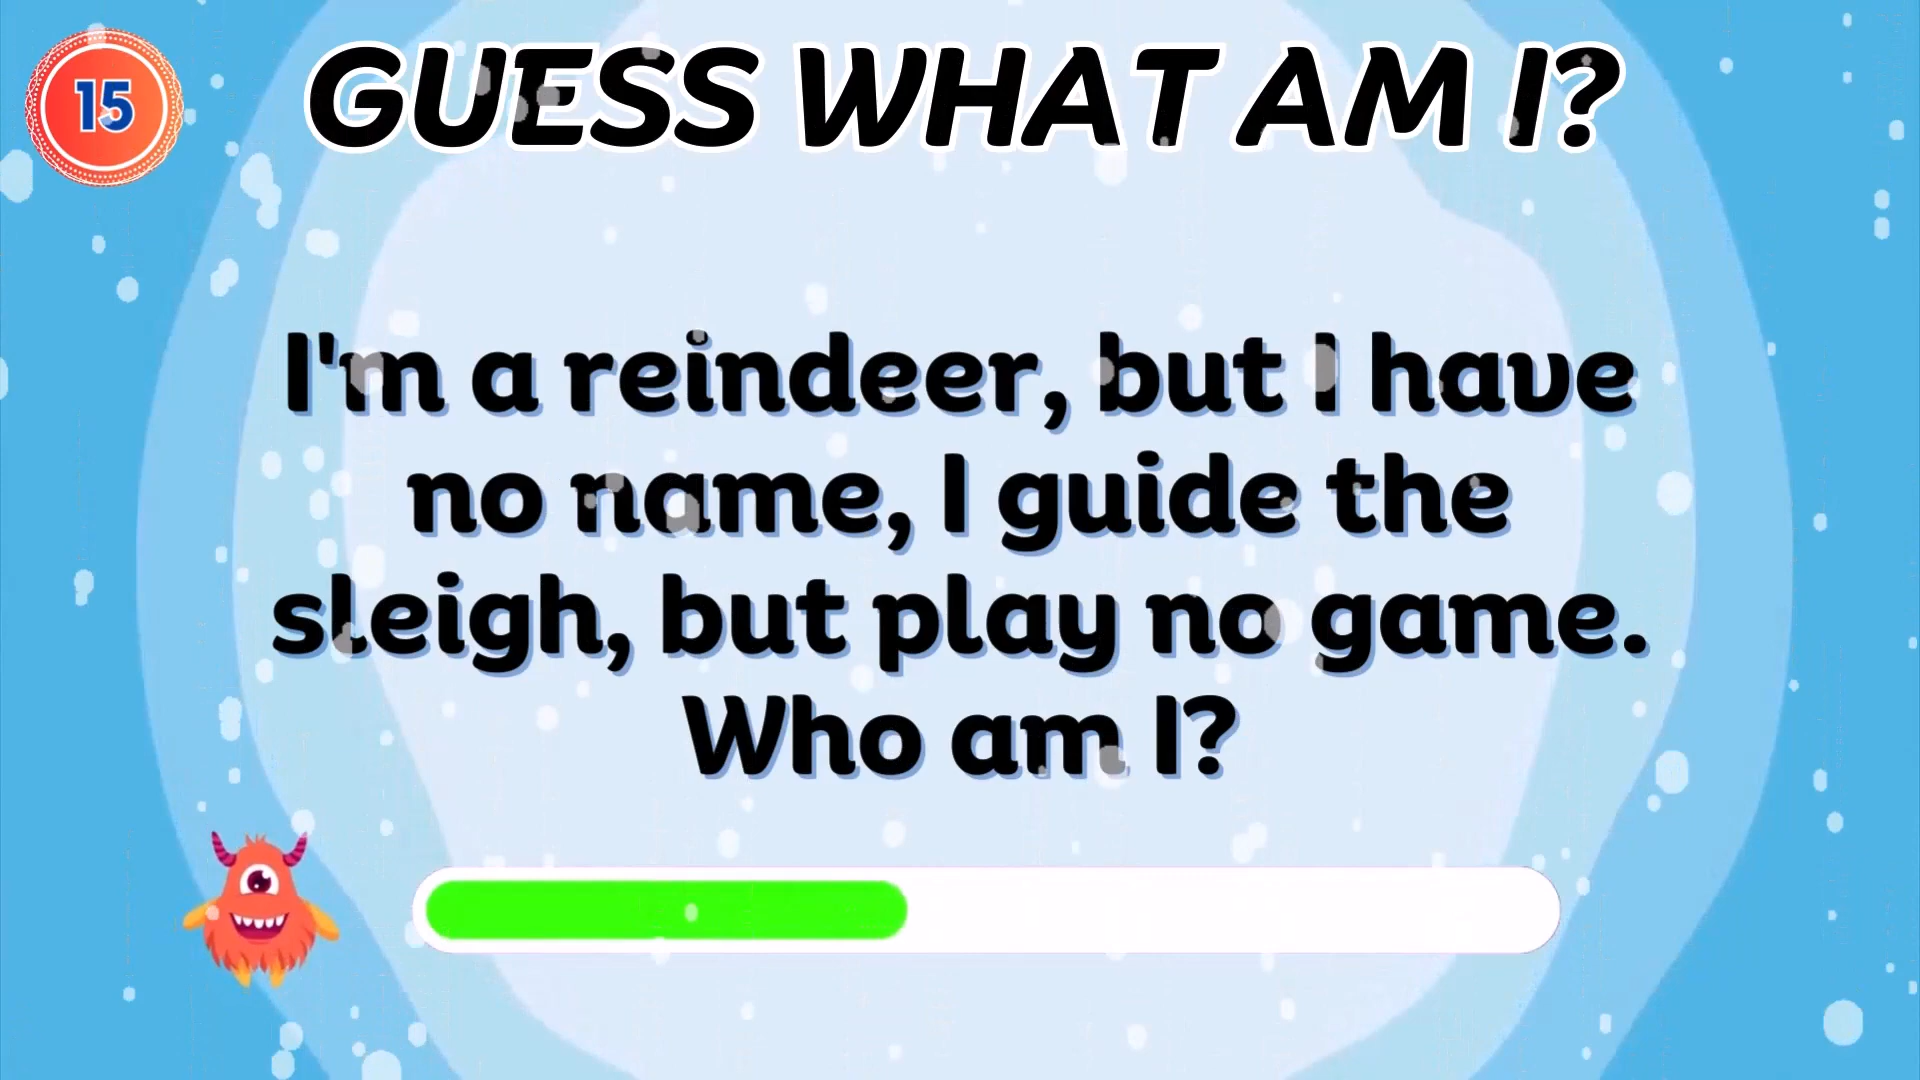 15
GUESS WHAT AM I?
I'm a reindeer, but I have
no name, I guide the
sleigh, but play no game.
Who am I?